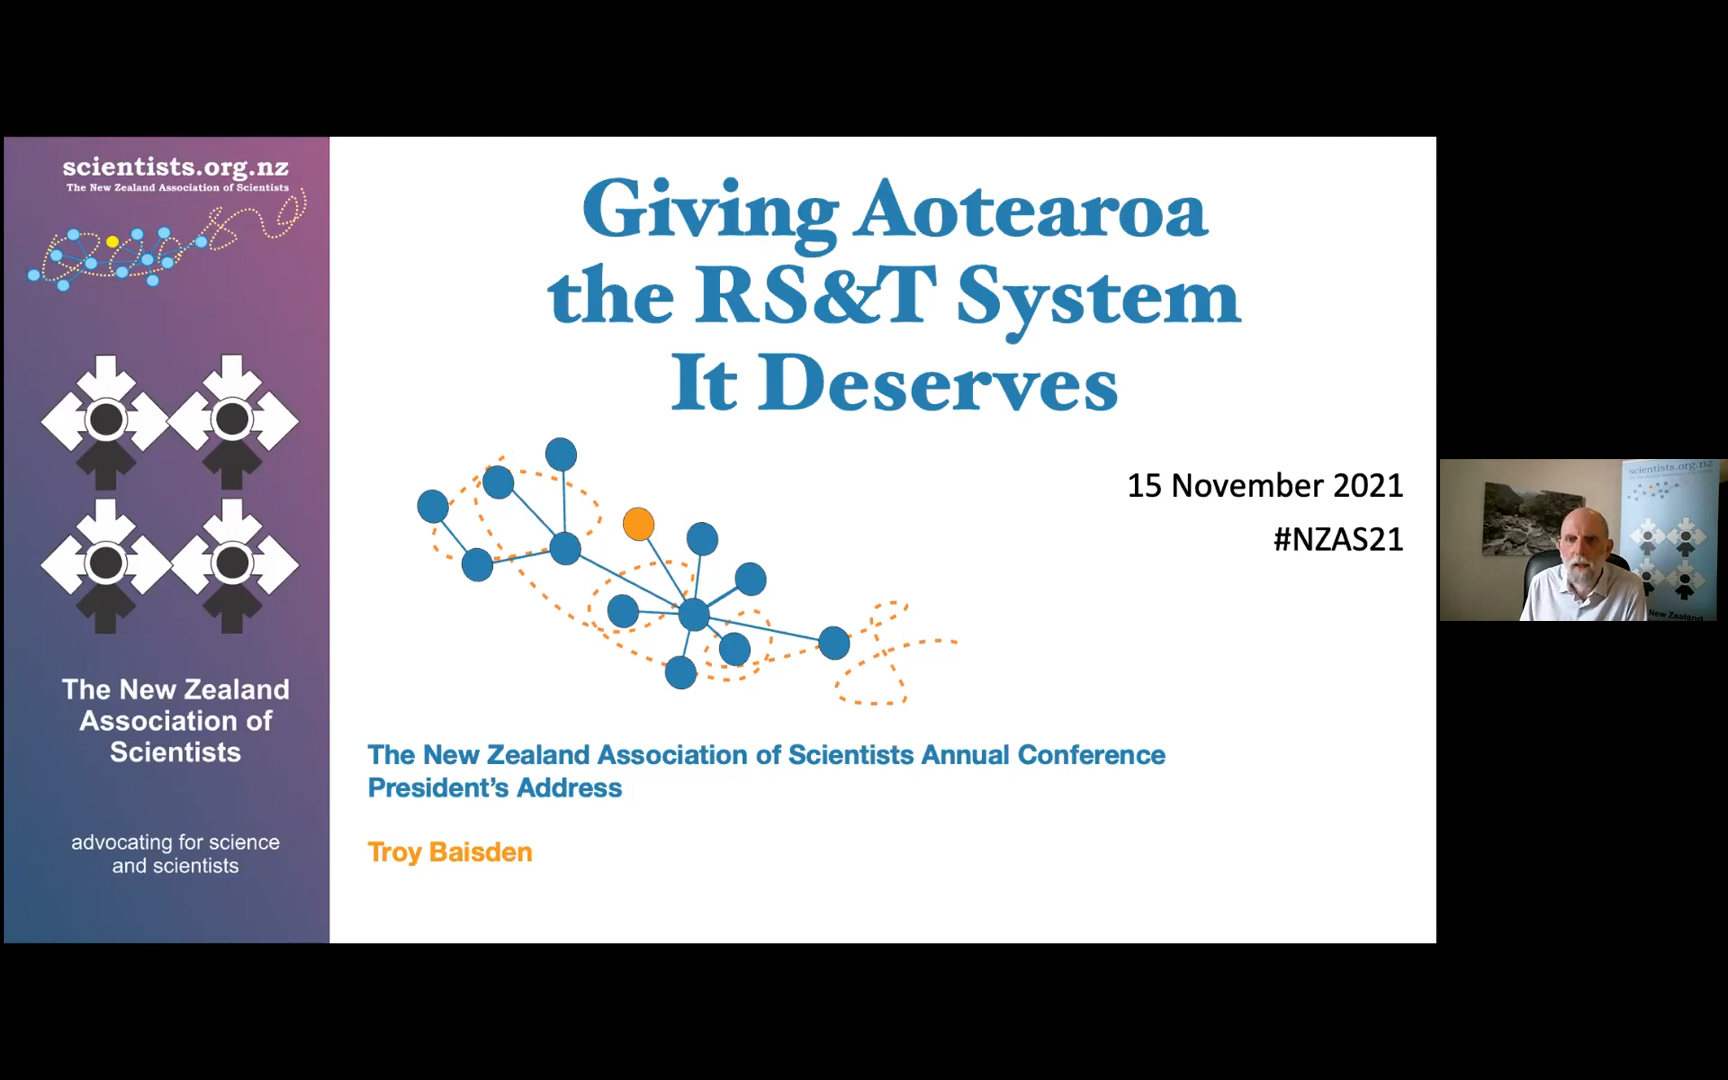 scientists.org.nz
The New Zealand Association of Scientists
The New Zealand
Association of
Scientists
advocating for science
and scientists
Giving Aotearoa
the RS&T System
It Deserves
15 November 2021
#NZAS21
The New Zealand Association of Scientists Annual Conference
President’s Address
Troy Baisden
scientists.org.nz
New Zealand